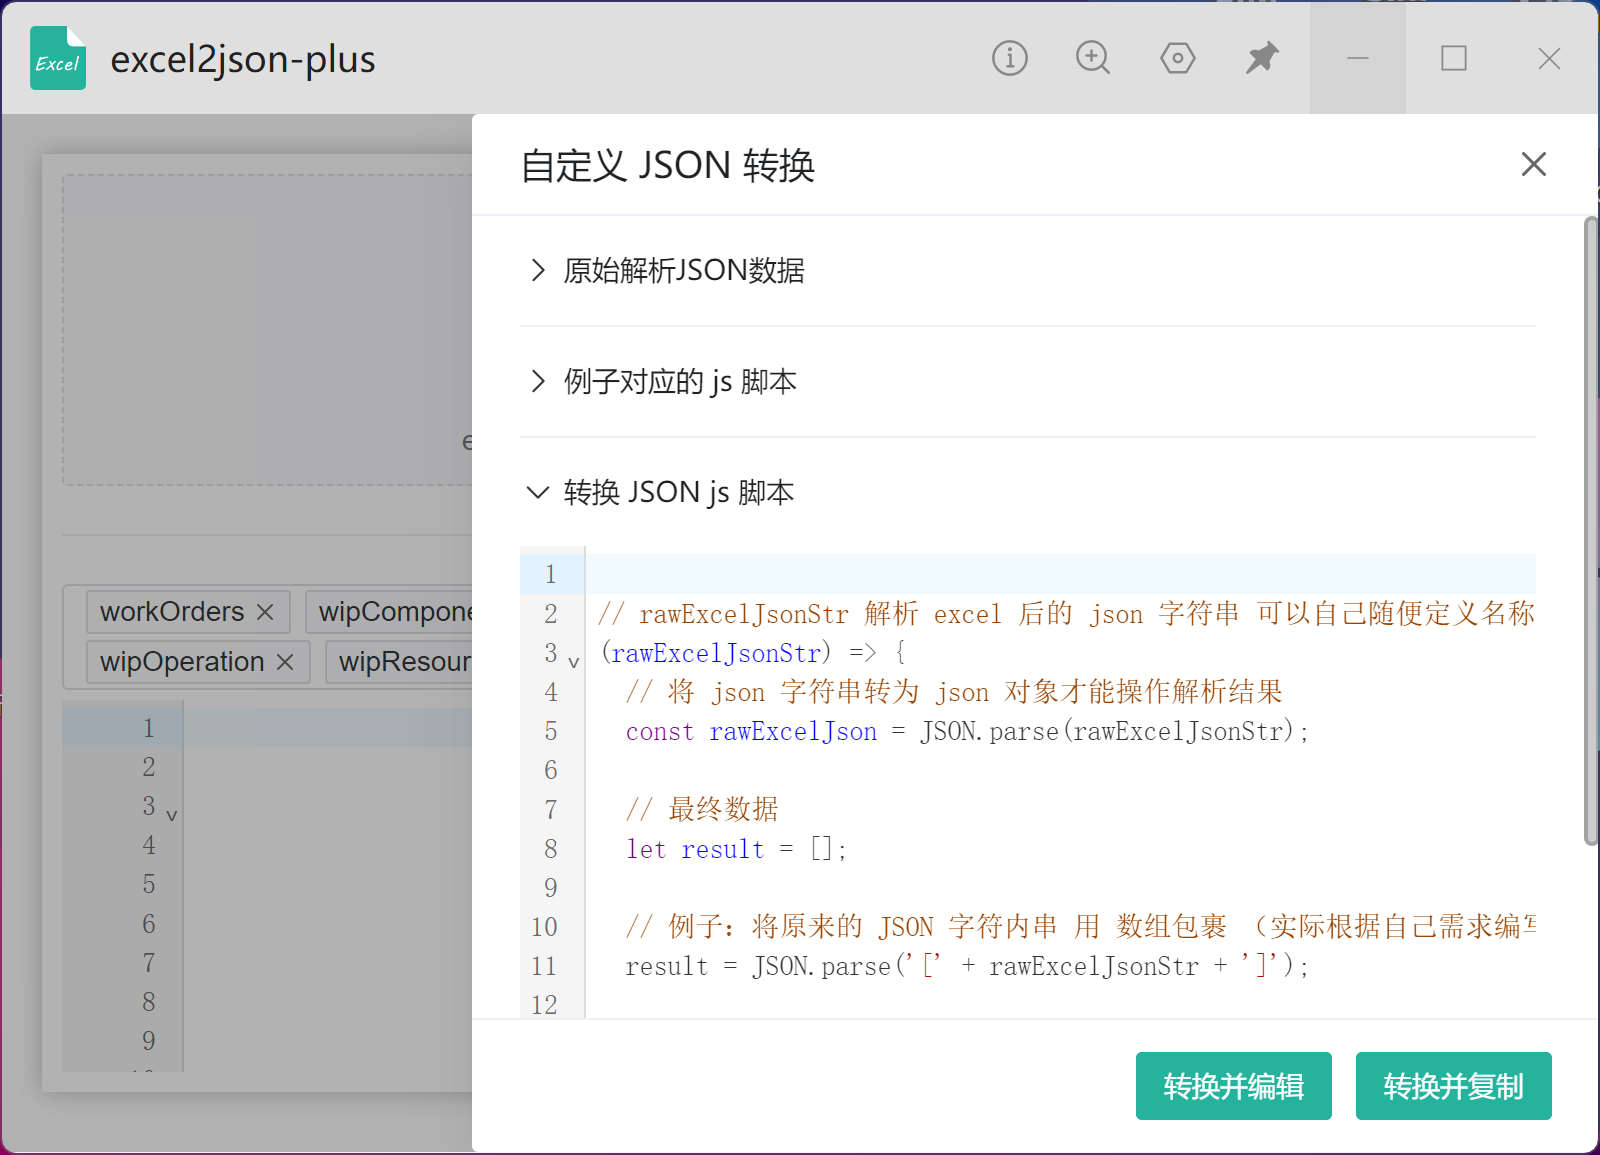 Excel
excel2json-plus
自定义 JSON 转换
原始解析JSON数据
例子对应的 js 脚本
转换 JSON js 脚本
1
2 // rawExcelJsonStr 解析 excel 后的 json 字符串 可以自己随便定义名称
3 (rawExcelJsonStr) => {
4 // 将 json 字符串转为 json 对象才能操作解析结果
5 const rawExcelJson = JSON.parse(rawExcelJsonStr);
6
7 // 最终数据
8 let result = [];
9
10 // 例子：将原来的 JSON 字符内串 用 数组包裹 （实际根据自己需求编写
11 result = JSON.parse('[' + rawExcelJsonStr + ']');
12
转换并编辑
转换并复制
e
workOrders
wipCompone
wipOperation
wipResour
1
2
3
4
5
6
7
8
9